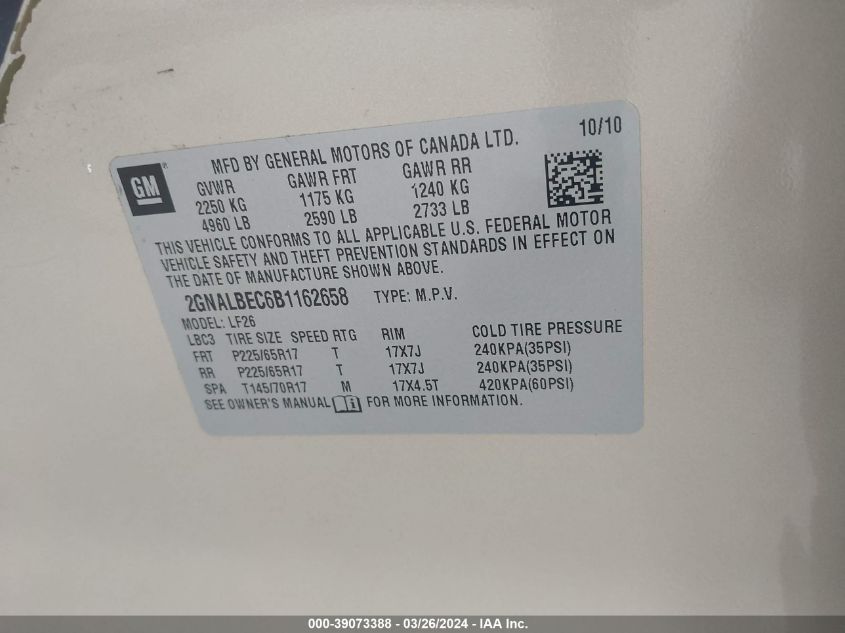 10/10
GM
MFD BY GENERAL MOTORS OF CANADA LTD.
GVWR GAWR FRT GAWR RR
2250 KG 1175 KG 1240 KG
4960 LB 2590 LB 2733 LB
THIS VEHICLE CONFORMS TO ALL APPLICABLE U.S. FEDERAL MOTOR
VEHICLE SAFETY AND THEFT PREVENTION STANDARDS IN EFFECT ON
THE DATE OF MANUFACTURE SHOWN ABOVE.
2GNALBEC6B1162658 TYPE: M.P.V.
MODEL: LF26
LBC3 TIRE SIZE SPEED RTG RIM COLD TIRE PRESSURE
FRT P225/65R17 T 17X7J 240KPA(35PSI)
RR P225/65R17 T 17X7J 240KPA(35PSI)
SPA T145/70R17 M 17X4.5T 420KPA(60PSI)
SEE OWNER'S MANUAL FOR MORE INFORMATION.
000-39073388 - 03/26/2024 - IAA Inc.